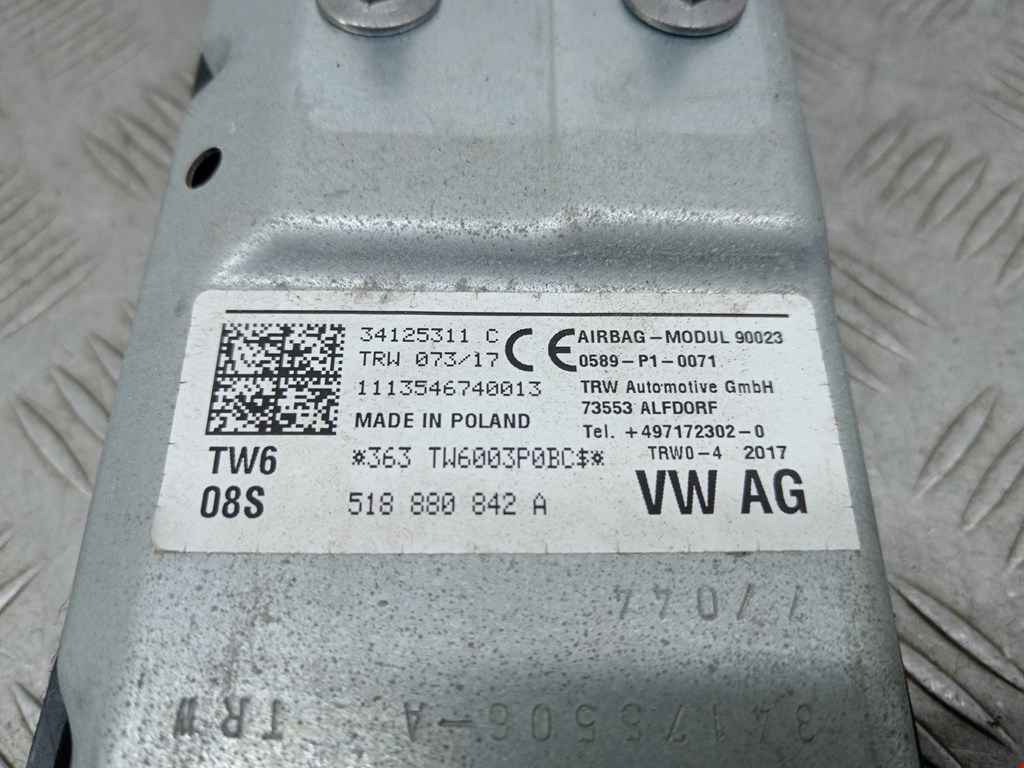 34125311 C
TRW 073/17
1113546740013
MADE IN POLAND
CE
AIRBAG-MODUL 90023
0589-P1-0071
TRW Automotive GmbH
73553 ALFDORF
Tel. +497172302-0
TRW0-4 2017
TW6
08S
*363 TW6003P0BC$*
518 880 842 A
VW AG
17044
TRW
34175506-A